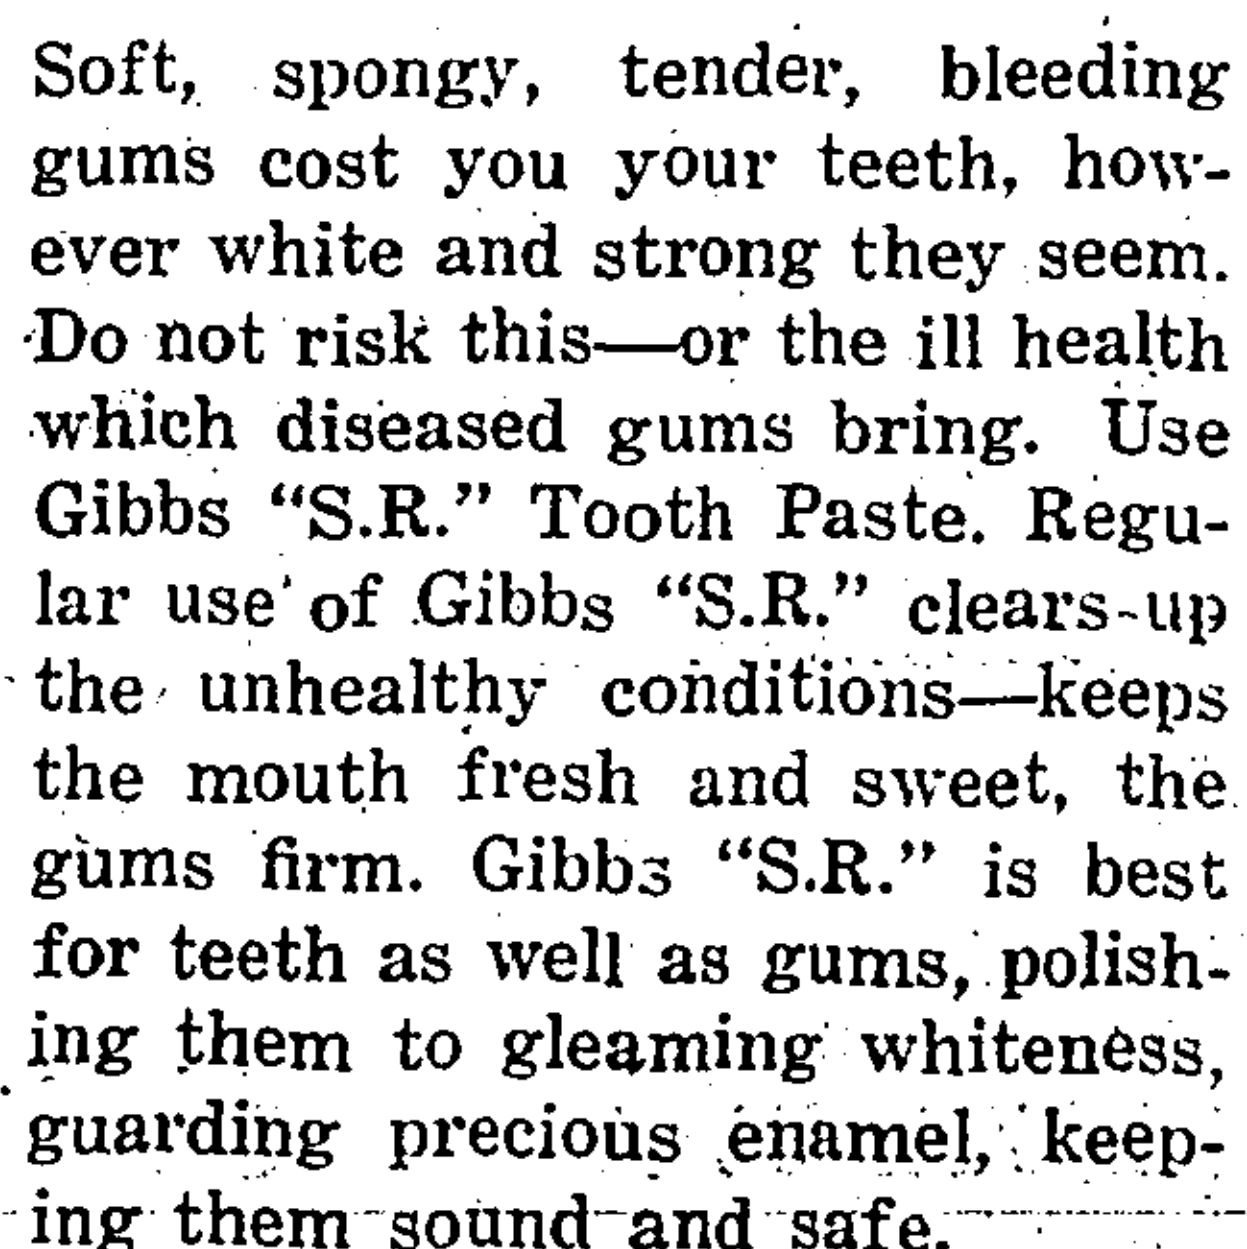 Soft, spongy, tender, bleeding
gums cost you your teeth, how-
ever white and strong they seem.
Do not risk this—or the ill health
which diseased gums bring. Use
Gibbs “S.R.” Tooth Paste. Regu-
lar use of Gibbs “S.R.” clears up
the unhealthy conditions—keeps
the mouth fresh and sweet, the
gums firm. Gibbs “S.R.” is best
for teeth as well as gums, polish-
ing them to gleaming whiteness,
guarding precious enamel, keep-
ing them sound and safe.